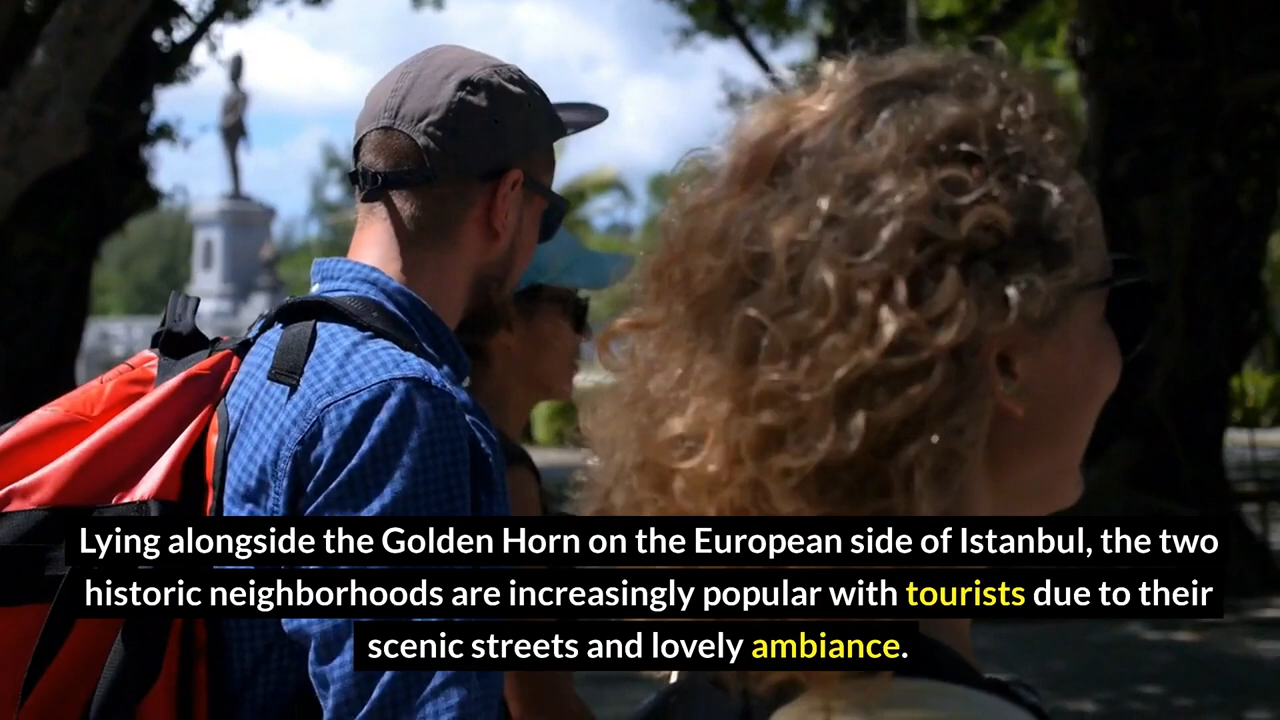 Lying alongside the Golden Horn on the European side of Istanbul, the two
historic neighborhoods are increasingly popular with tourists due to their
scenic streets and lovely ambiance.